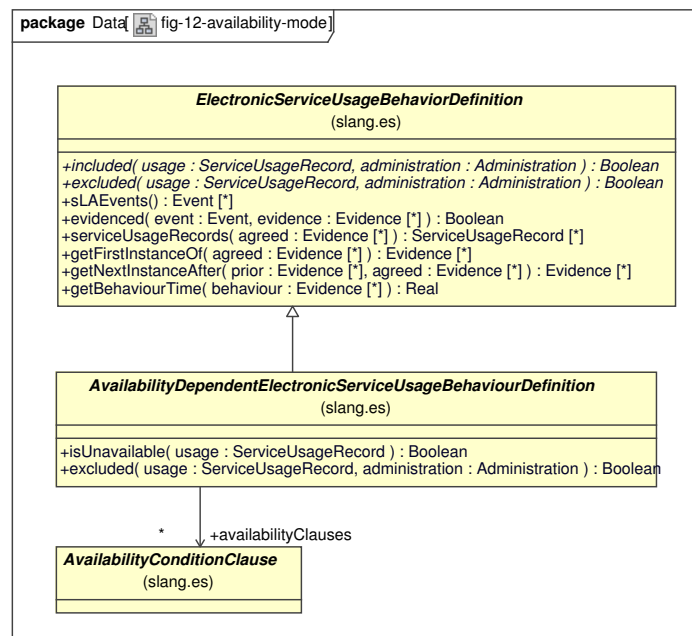 package Data[ fig-12-availability-mode]
ElectronicServiceUsageBehaviorDefinition
(slang.es)
+included( usage : ServiceUsageRecord, administration : Administration ) : Boolean
+excluded( usage : ServiceUsageRecord, administration : Administration ) : Boolean
+sLAEvents() : Event [*]
+evidenced( event : Event, evidence : Evidence [*] ) : Boolean
+serviceUsageRecords( agreed : Evidence [*] ) : ServiceUsageRecord [*]
+getFirstInstanceOf( agreed : Evidence [*] ) : Evidence [*]
+getNextInstanceAfter( prior : Evidence [*], agreed : Evidence [*] ) : Evidence [*]
+getBehaviourTime( behaviour : Evidence [*] ) : Real
AvailabilityDependentElectronicServiceUsageBehaviourDefinition
(slang.es)
+isUnavailable( usage : ServiceUsageRecord ) : Boolean
+excluded( usage : ServiceUsageRecord, administration : Administration ) : Boolean
* +availabilityClauses
AvailabilityConditionClause
(slang.es)